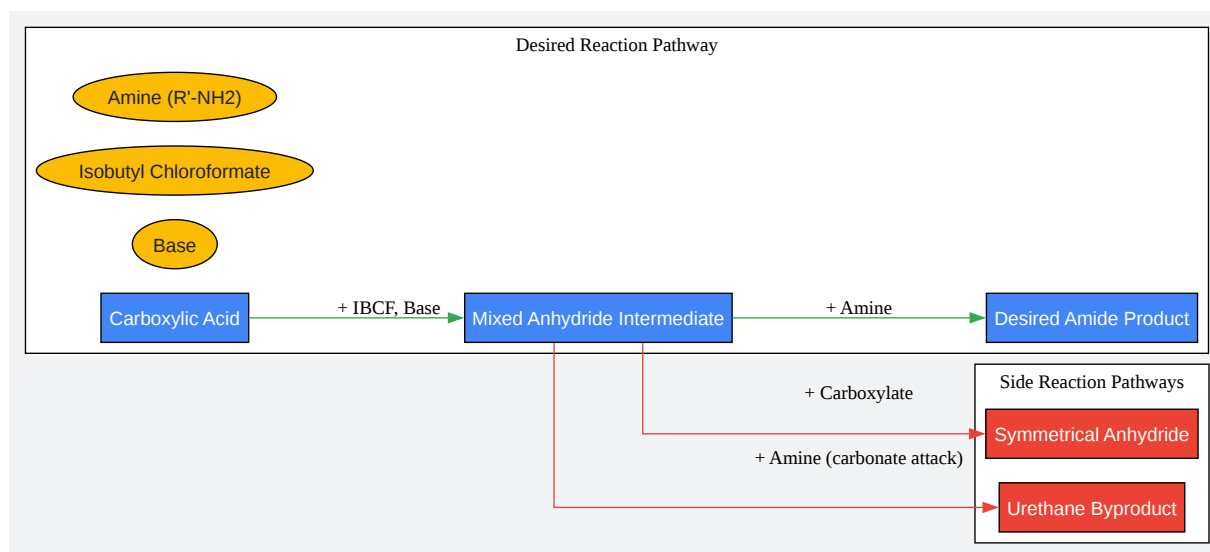 Desired Reaction Pathway
Amine (R'-NH2)
Isobutyl Chloroformate
Base
Carboxylic Acid
+ IBCF, Base
Mixed Anhydride Intermediate
+ Amine
Desired Amide Product
Side Reaction Pathways
+ Carboxylate
Symmetrical Anhydride
+ Amine (carbonate attack)
Urethane Byproduct